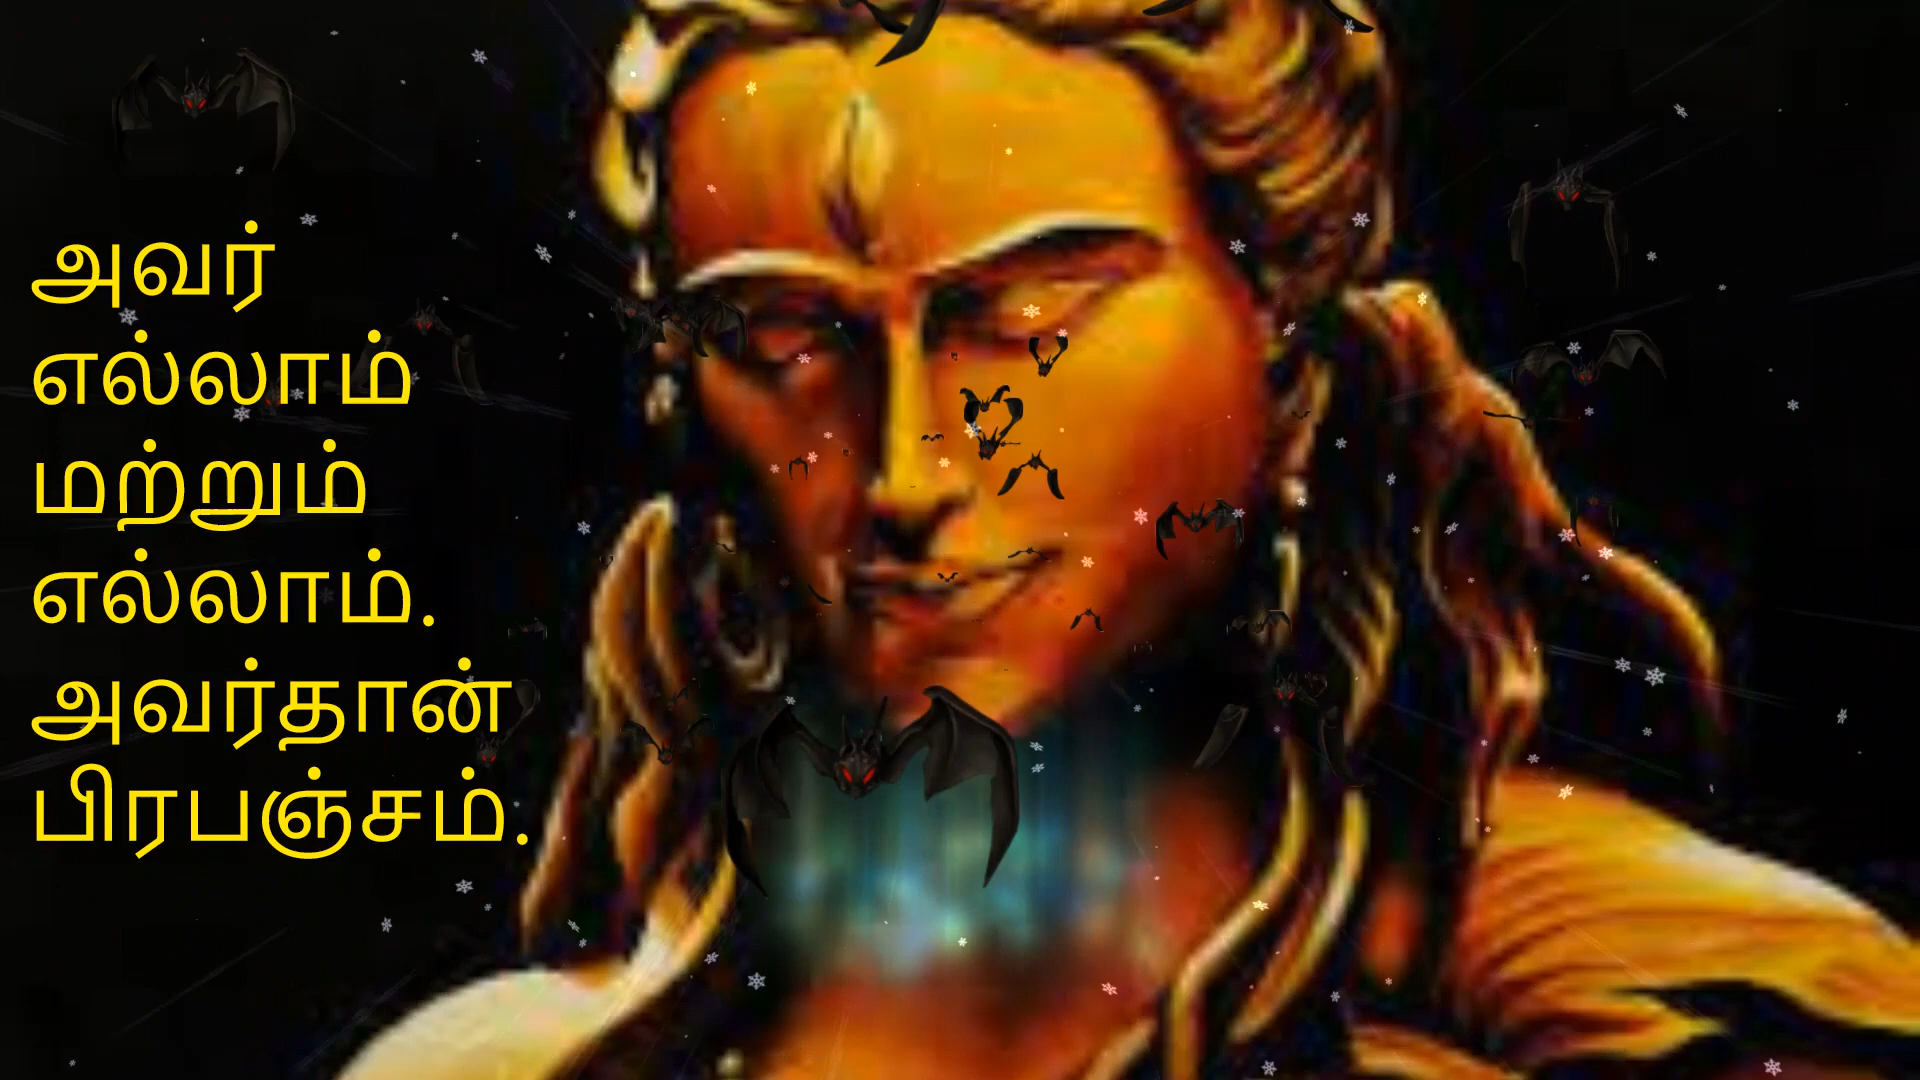 அவர்
எல்லாம்
மற்றும்
எல்லாம்.
அவர்தான்
பிரபஞ்சம்.